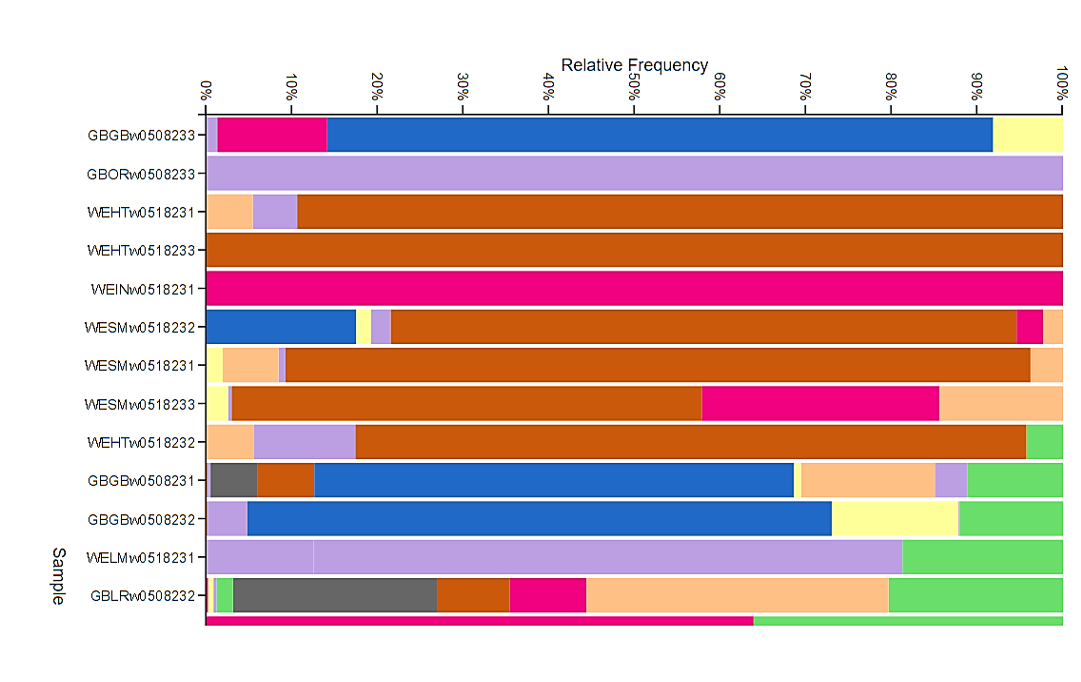 Relative Frequency
0% 10% 20% 30% 40% 50% 60% 70% 80% 90% 100%
GBGBw0508233
GBORw0508233
WEHTw0518231
WEHTw0518233
WEINw0518231
WESMw0518232
WESMw0518231
WESMw0518233
WEHTw0518232
GBGBw0508231
GBGBw0508232
WELMw0518231
GBLRw0508232
Sample